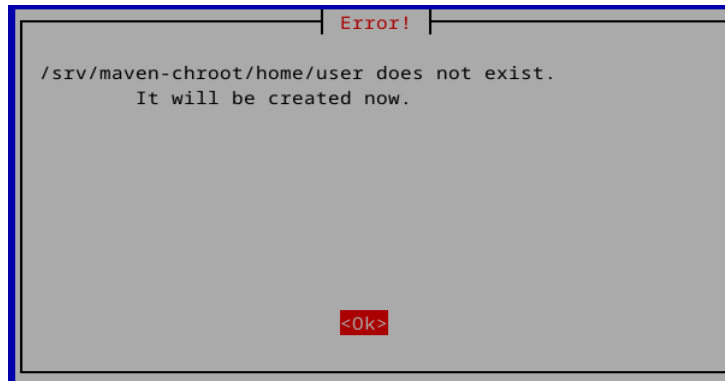 Error!
/srv/maven-chroot/home/user does not exist.
It will be created now.
<Ok>